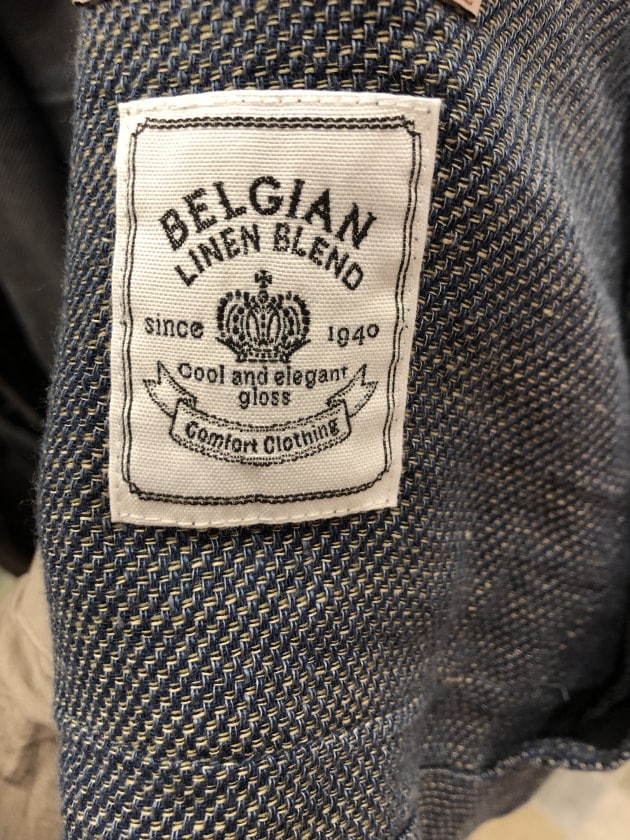 BELGIAN
LINEN BLEND
since 1940
Cool and elegant
gloss
Comfort Clothing